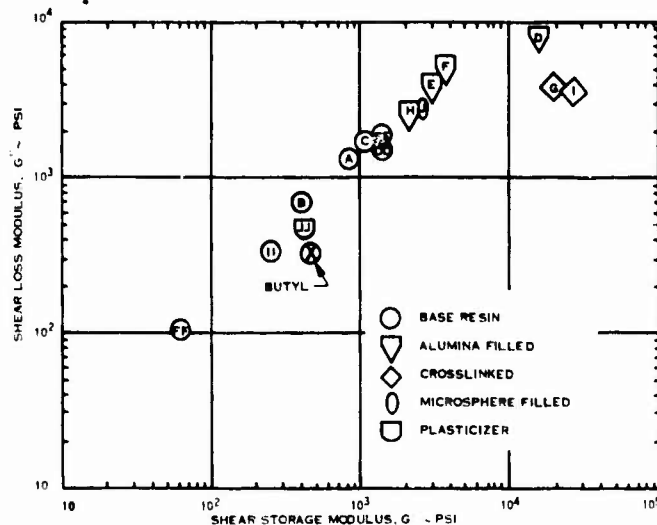 10⁴
D
F
E
G
I
H
J
C
A
10³
B
JJ
II
X
BUTYL
FF
10²
10
SHEAR LOSS MODULUS, G" ~ PSI
BASE RESIN
ALUMINA FILLED
CROSSLINKED
MICROSPHERE FILLED
PLASTICIZER
10 10² 10³ 10⁴ 10⁵
SHEAR STORAGE MODULUS, G' ~ PSI